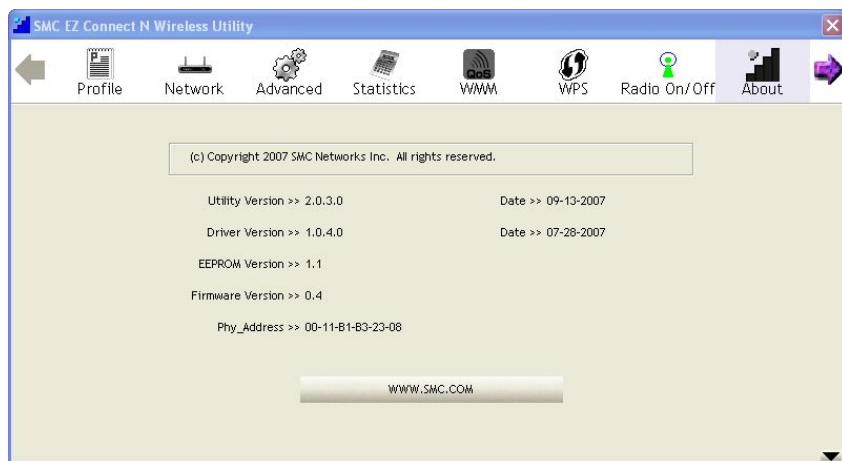 SMC EZ Connect N Wireless Utility
Profile Network Advanced Statistics QoS WMM WPS Radio On/Off About
(c) Copyright 2007 SMC Networks Inc. All rights reserved.
Utility Version >> 2.0.3.0 Date >> 09-13-2007
Driver Version >> 1.0.4.0 Date >> 07-28-2007
EEPROM Version >> 1.1
Firmware Version >> 0.4
Phy_Address >> 00-11-B1-B3-23-08
WWW.SMC.COM